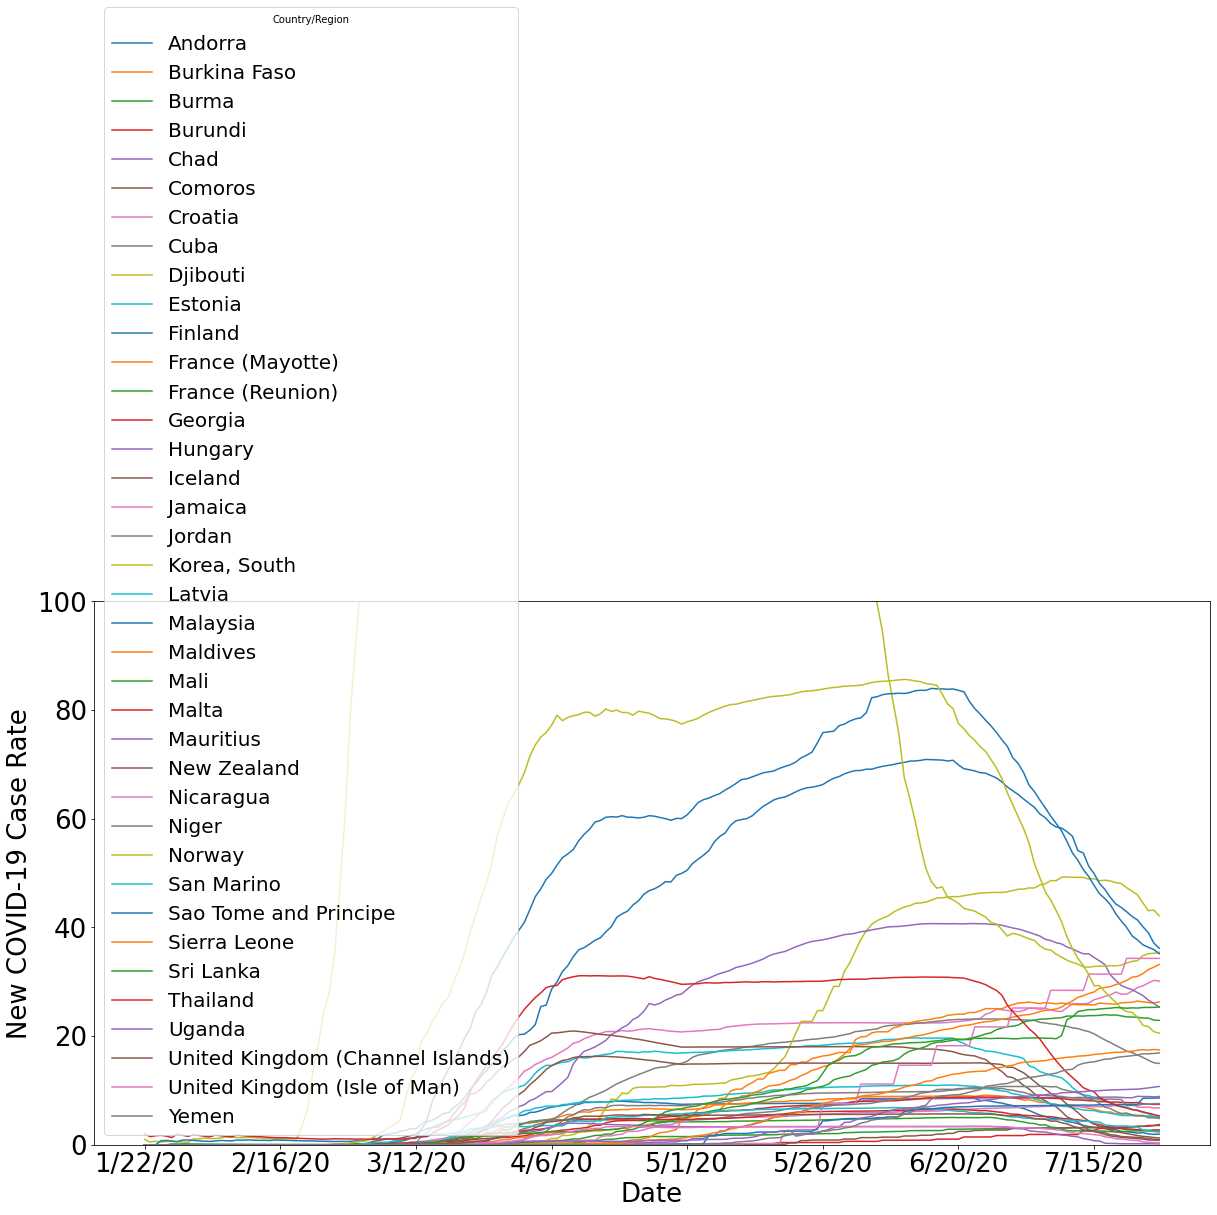 Country/Region
Andorra
Burkina Faso
Burma
Burundi
Chad
Comoros
Croatia
Cuba
Djibouti
Estonia
Finland
France (Mayotte)
France (Reunion)
Georgia
Hungary
Iceland
Jamaica
Jordan
Korea, South
Latvia
Malaysia
Maldives
Mali
Malta
Mauritius
New Zealand
Nicaragua
Niger
Norway
San Marino
Sao Tome and Principe
Sierra Leone
Sri Lanka
Thailand
Uganda
United Kingdom (Channel Islands)
United Kingdom (Isle of Man)
Yemen
New COVID-19 Case Rate
100
80
60
40
20
0
1/22/20 2/16/20 3/12/20 4/6/20 5/1/20 5/26/20 6/20/20 7/15/20
Date